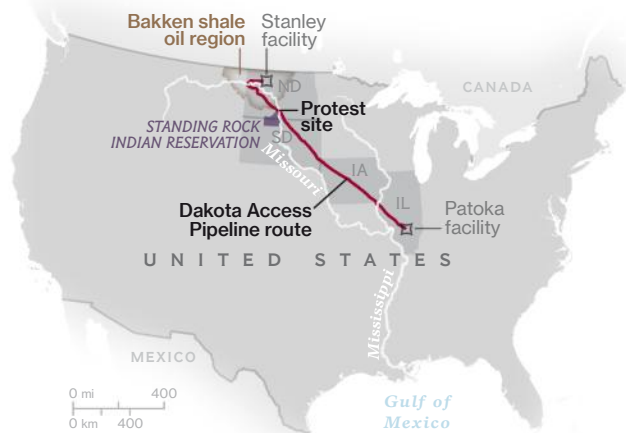 Bakken shale
oil region
Stanley
facility
ND
CANADA
Protest
site
STANDING ROCK
INDIAN RESERVATION
SD
Missouri
IA
IL
Dakota Access
Pipeline route
Patoka
facility
UNITED STATES
Mississippi
MEXICO
0 mi 400
0 km 400
Gulf of
Mexico